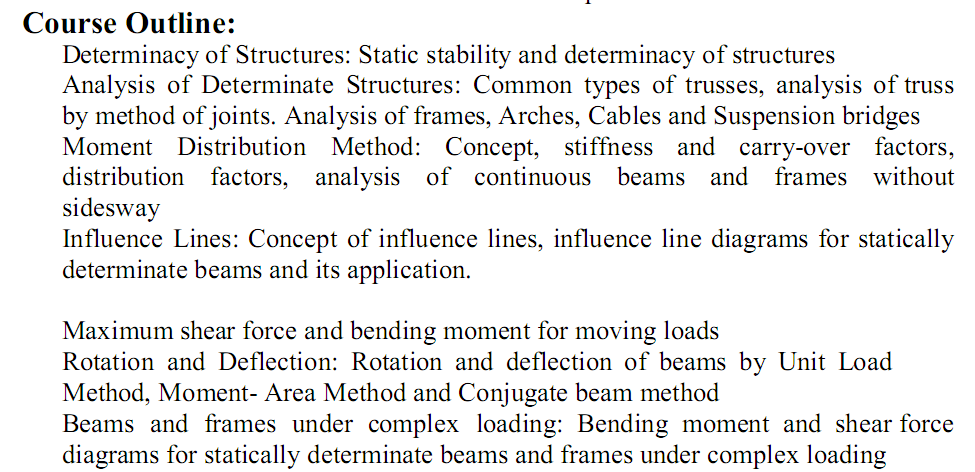 Course Outline:
Determinacy of Structures: Static stability and determinacy of structures
Analysis of Determinate Structures: Common types of trusses, analysis of truss
by method of joints. Analysis of frames, Arches, Cables and Suspension bridges
Moment Distribution Method: Concept, stiffness and carry-over factors,
distribution factors, analysis of continuous beams and frames without
sidesway
Influence Lines: Concept of influence lines, influence line diagrams for statically
determinate beams and its application.
Maximum shear force and bending moment for moving loads
Rotation and Deflection: Rotation and deflection of beams by Unit Load
Method, Moment- Area Method and Conjugate beam method
Beams and frames under complex loading: Bending moment and shear force
diagrams for statically determinate beams and frames under complex loading